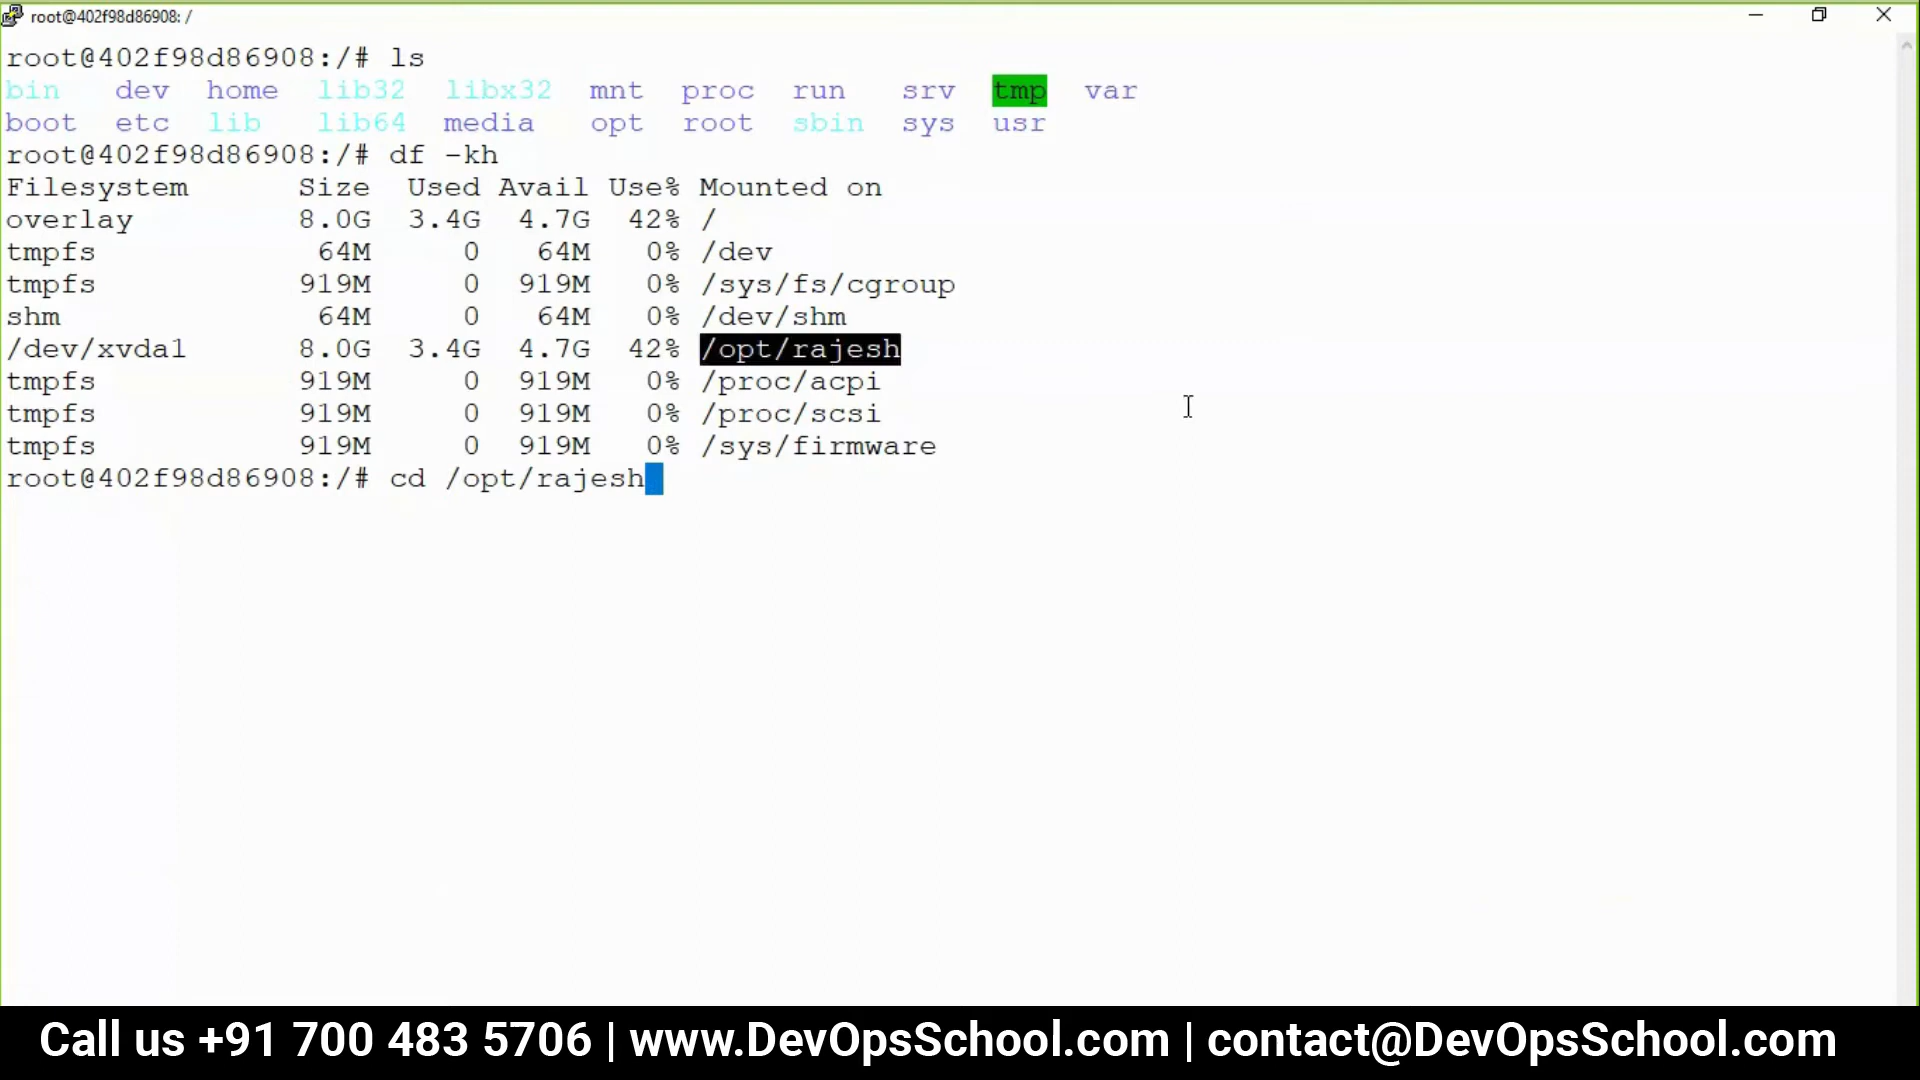 root@402f98d86908: /
root@402f98d86908:/# ls
bin dev home lib32 libx32 mnt proc run srv tmp var
boot etc lib lib64 media opt root sbin sys usr
root@402f98d86908:/# df -kh
Filesystem Size Used Avail Use% Mounted on
overlay 8.0G 3.4G 4.7G 42% /
tmpfs 64M 0 64M 0% /dev
tmpfs 919M 0 919M 0% /sys/fs/cgroup
shm 64M 0 64M 0% /dev/shm
/dev/xvda1 8.0G 3.4G 4.7G 42% /opt/rajesh
tmpfs 919M 0 919M 0% /proc/acpi
tmpfs 919M 0 919M 0% /proc/scsi
tmpfs 919M 0 919M 0% /sys/firmware
root@402f98d86908:/# cd /opt/rajesh
Call us +91 700 483 5706 | www.DevOpsSchool.com | contact@DevOpsSchool.com